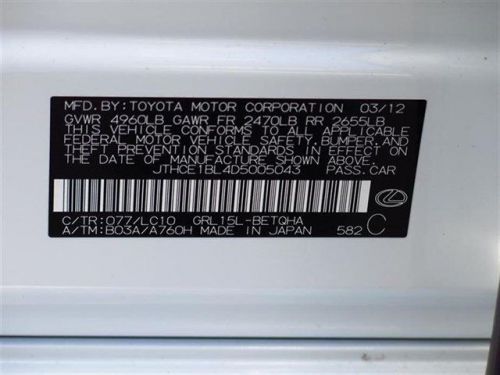 MFD.BY:TOYOTA MOTOR CORPORATION 03/12
GVWR 4960LB GAWR FR 2470LB RR 2655LB
THIS VEHICLE CONFORMS TO ALL APPLICABLE
FEDERAL MOTOR VEHICLE SAFETY,BUMPER,AND
THEFT PREVENTION STANDARDS IN EFFECT ON
THE DATE OF MANUFACTURE SHOWN ABOVE.
JTHCE1BL4D5005043 PASS.CAR
C/TR:077/LC10 GRL15L-BETQHA
A/TM:B03A/A760H MADE IN JAPAN 582 C